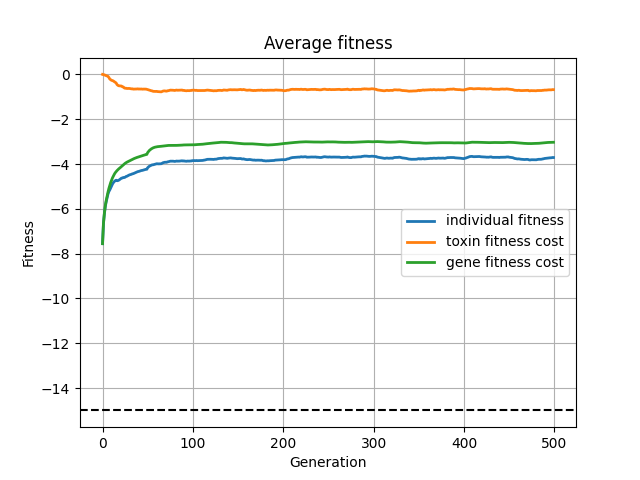 Average fitness
0
−2
−4
−6
−8
−10
−12
−14
Fitness
individual fitness
toxin fitness cost
gene fitness cost
0 100 200 300 400 500
Generation